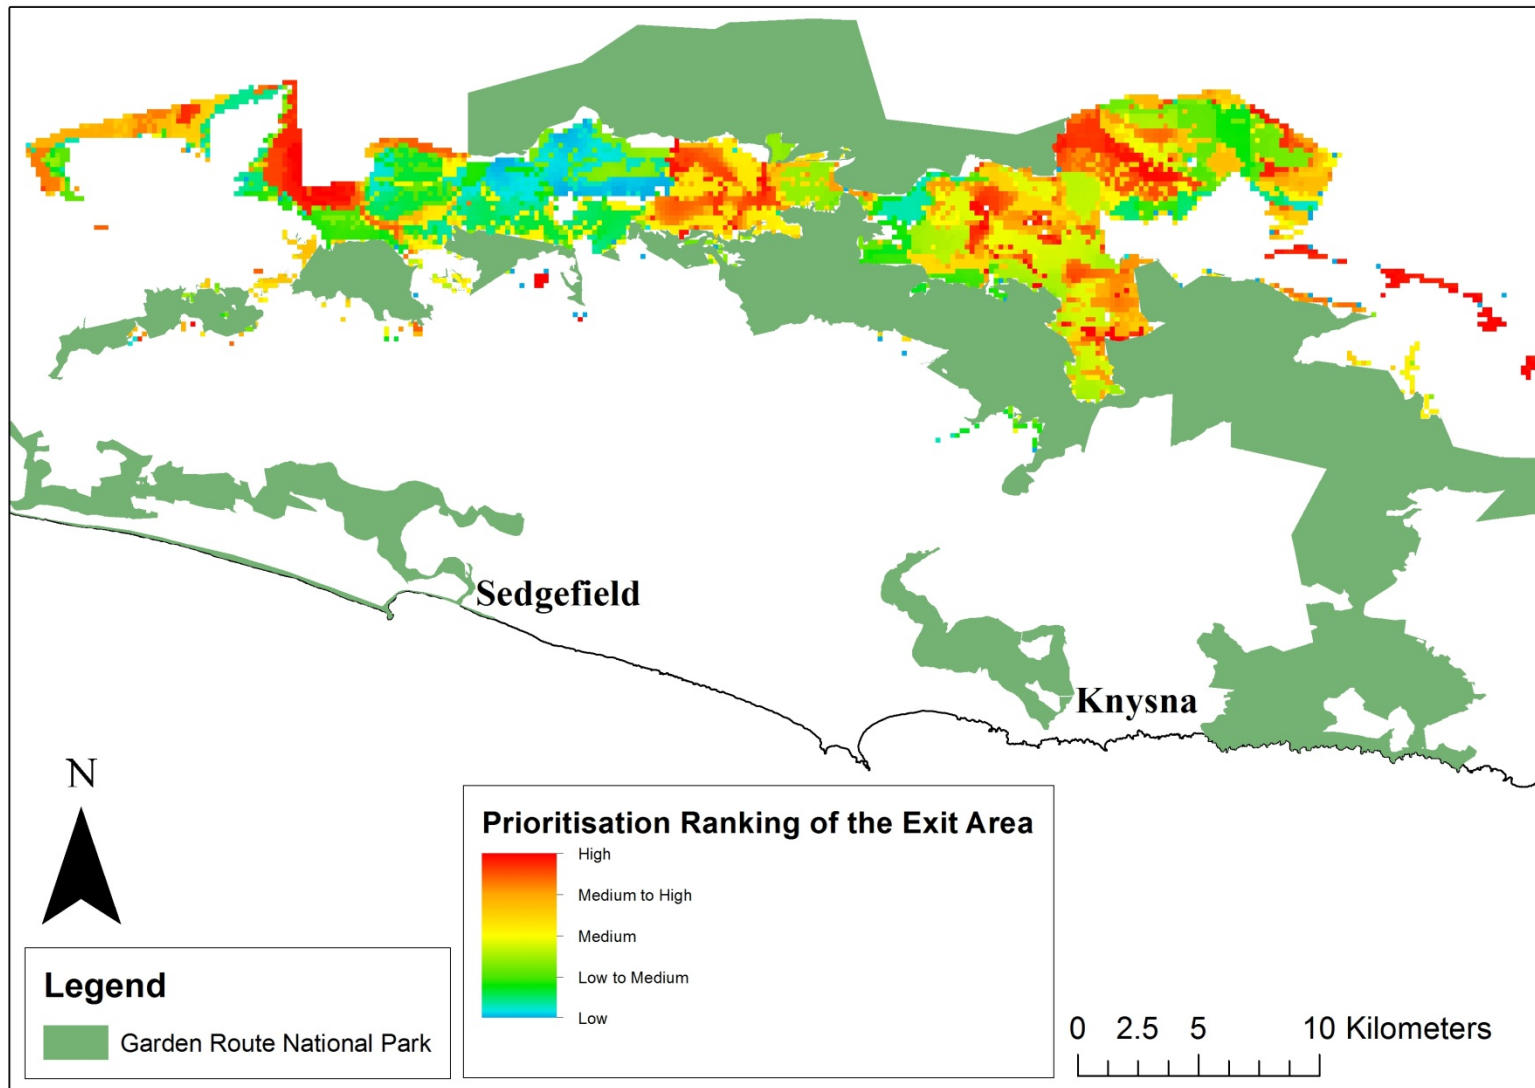 Sedgefield
Knysna
N
Prioritisation Ranking of the Exit Area
High
Medium to High
Medium
Low to Medium
Low
Legend
Garden Route National Park
0 2.5 5 10 Kilometers